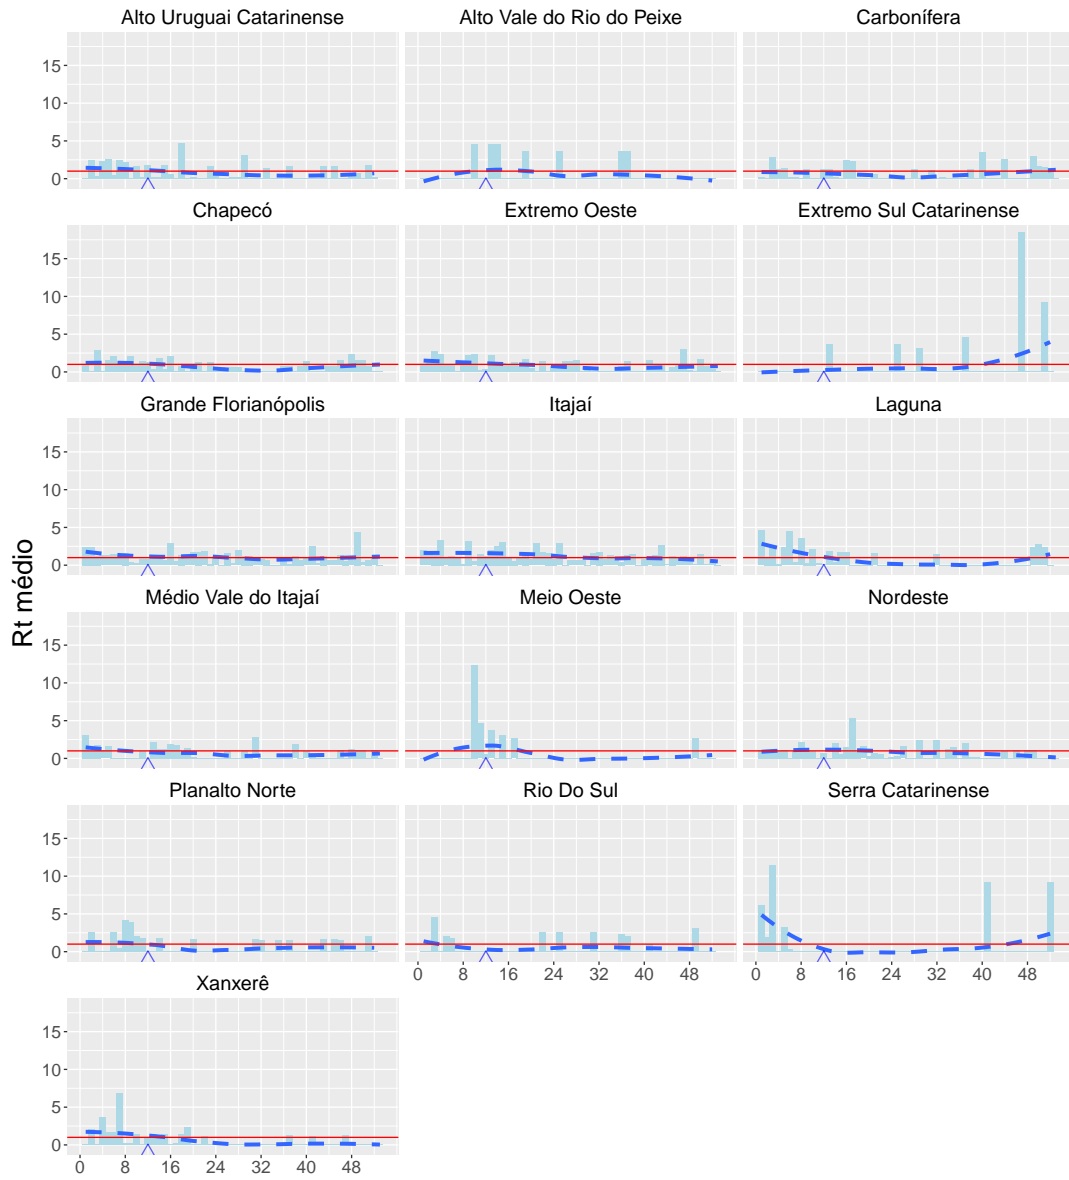 Alto Uruguai Catarinense Alto Vale do Rio do Peixe Carbonífera
15
10
5
0
Chapecó Extremo Oeste Extremo Sul Catarinense
15
10
5
0
Grande Florianópolis Itajaí Laguna
15
10
5
0
Rt médio
Médio Vale do Itajaí Meio Oeste Nordeste
15
10
5
0
Planalto Norte Rio Do Sul Serra Catarinense
15
10
5
0
0 8 16 24 32 40 48 0 8 16 24 32 40 48
Xanxerê
15
10
5
0
0 8 16 24 32 40 48